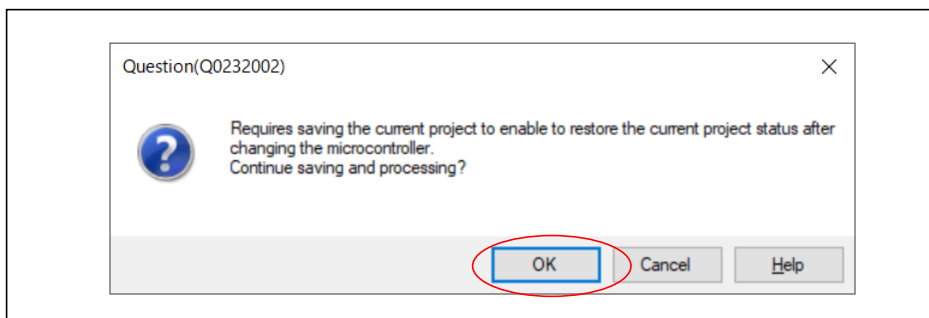 Question(Q0232002)
Requires saving the current project to enable to restore the current project status after
changing the microcontroller.
Continue saving and processing?
OK Cancel Help